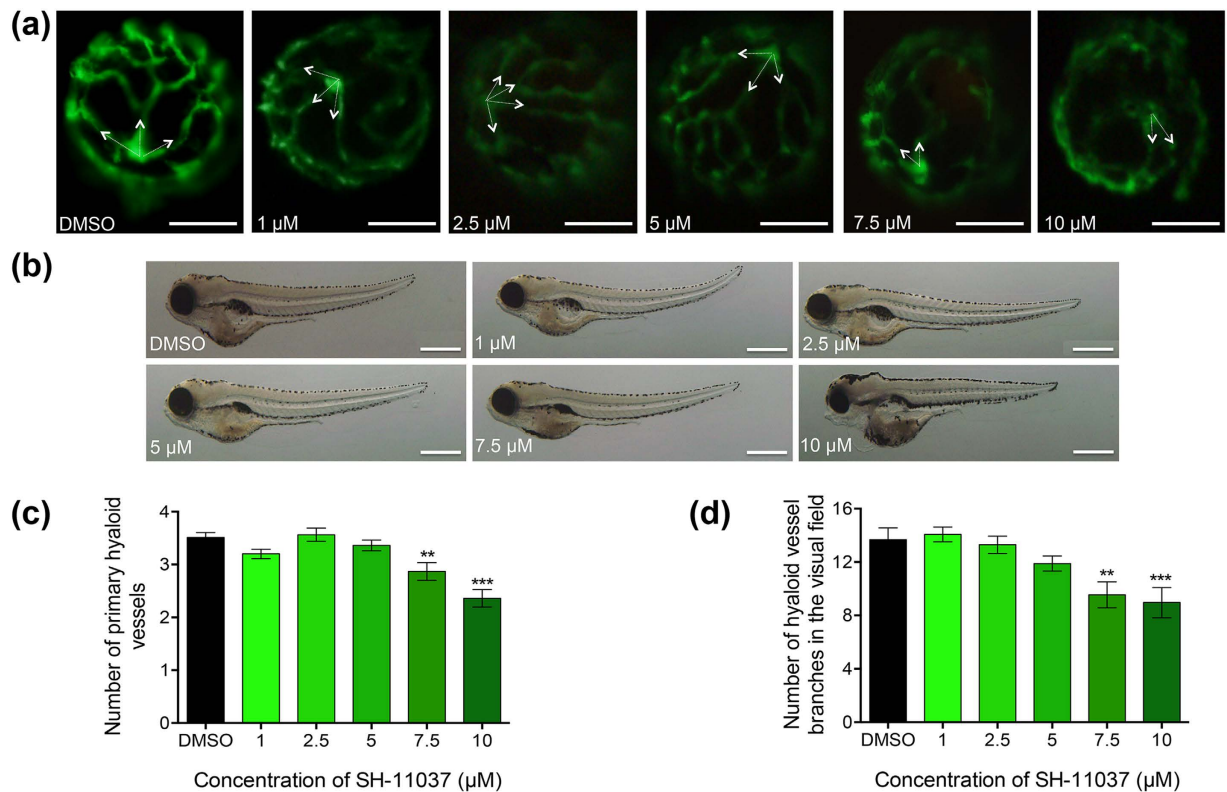 (a)
DMSO
1 µM
2.5 µM
5 µM
7.5 µM
10 µM
(b)
DMSO
1 µM
2.5 µM
5 µM
7.5 µM
10 µM
(c)
Number of primary hyaloid
vessels
4
3
2
1
0
**
***
DMSO 1 2.5 5 7.5 10
Concentration of SH-11037 (µM)
(d)
Number of hyaloid vessel
branches in the visual field
16
12
8
4
0
**
***
DMSO 1 2.5 5 7.5 10
Concentration of SH-11037 (µM)